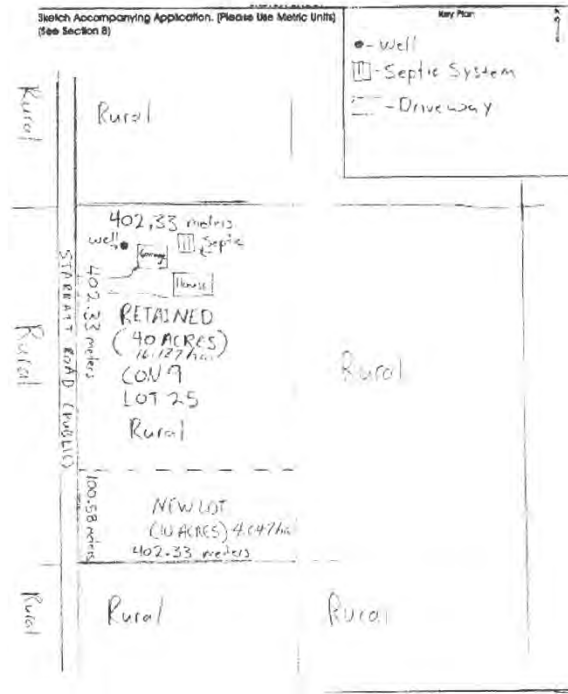 Sketch Accompanying Application. (Please Use Metric Units)
(See Section 8)
Key Plan
- Well
- Septic System
- Driveway
Rural
Rural
402,33 meters
well
Septic
Garage
House
402.33 meters
STARRATT ROAD (PUBLIC)
RETAINED
(40 ACRES)
16.187/ha
CON 9
LOT 25
Rural
Rural
Rural
100.58 meters
NEW LOT
(10 ACRES) 4.047/ha
402.33 meters
Rural
Rural
Rural